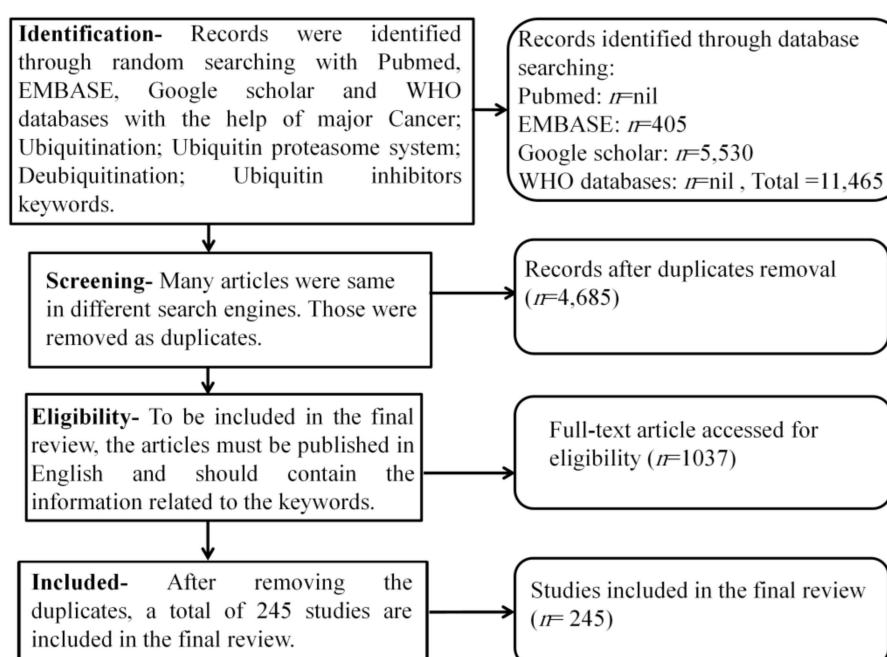 Identification- Records were identified
through random searching with Pubmed,
EMBASE, Google scholar and WHO
databases with the help of major Cancer;
Ubiquitination; Ubiquitin proteasome system;
Deubiquitination; Ubiquitin inhibitors
keywords.
Records identified through database
searching:
Pubmed: n=nil
EMBASE: n=405
Google scholar: n=5,530
WHO databases: n=nil , Total =11,465
Screening- Many articles were same
in different search engines. Those were
removed as duplicates.
Records after duplicates removal
(n=4,685)
Eligibility- To be included in the final
review, the articles must be published in
English and should contain the
information related to the keywords.
Full-text article accessed for
eligibility (n=1037)
Included- After removing the
duplicates, a total of 245 studies are
included in the final review.
Studies included in the final review
(n= 245)